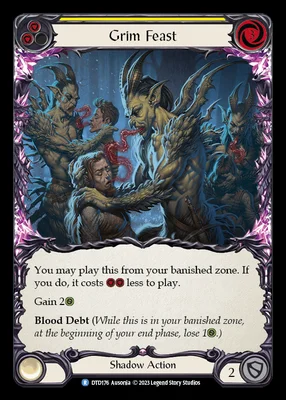 Grim Feast
You may play this from your banished zone. If
you do, it costs less to play.
Gain 2
Blood Debt (While this is in your banished zone,
at the beginning of your end phase, lose 1.)
Shadow Action
2
R DTD176 Ausonia © 2023 Legend Story Studios